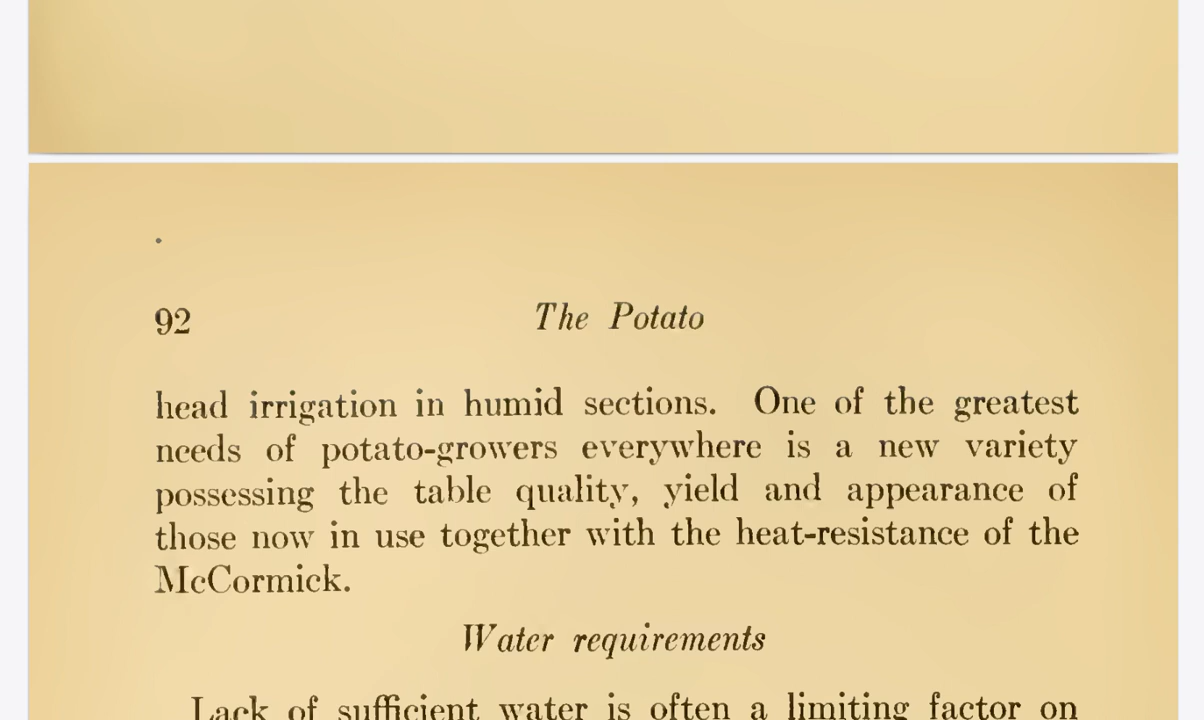 92
The Potato
head irrigation in humid sections. One of the greatest
needs of potato-growers everywhere is a new variety
possessing the table quality, yield and appearance of
those now in use together with the heat-resistance of the
McCormick.
Water requirements
Lack of sufficient water is often a limiting factor on